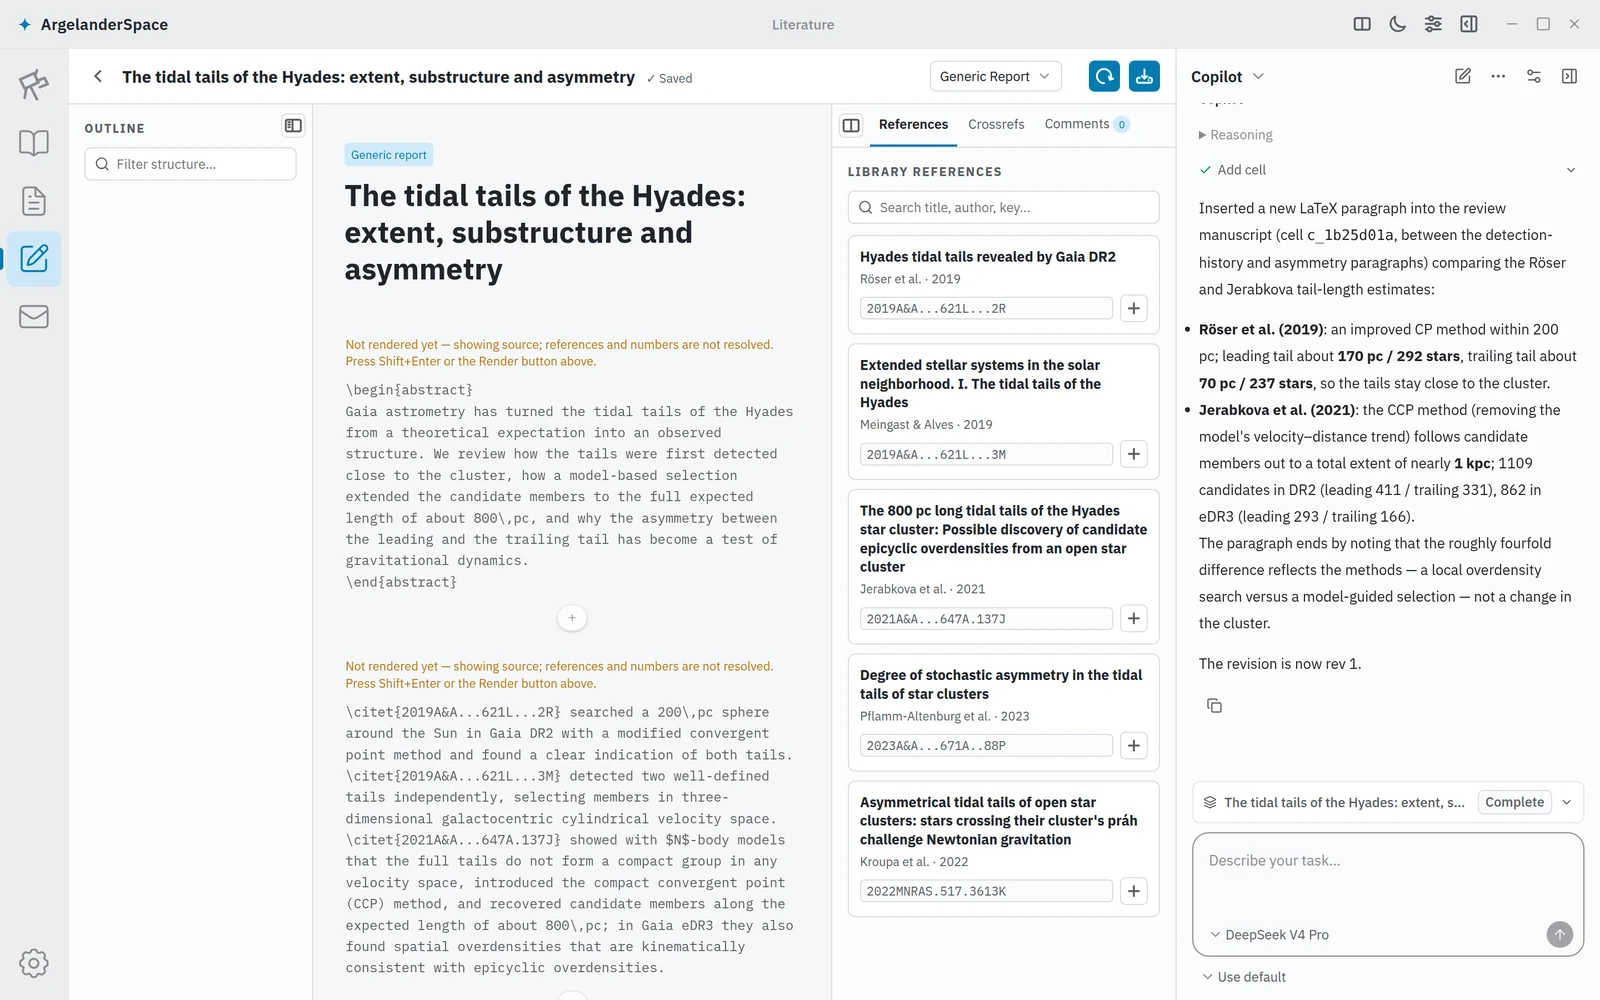 ArgelanderSpace
Literature
The tidal tails of the Hyades: extent, substructure and asymmetry
✓ Saved
Generic Report
Copilot
OUTLINE
Filter structure...
Generic report
The tidal tails of the Hyades:
extent, substructure and
asymmetry
Not rendered yet — showing source; references and numbers are not resolved.
Press Shift+Enter or the Render button above.
\begin{abstract}
Gaia astrometry has turned the tidal tails of the Hyades
from a theoretical expectation into an observed
structure. We review how the tails were first detected
close to the cluster, how a model-based selection
extended the candidate members to the full expected
length of about 800\,pc, and why the asymmetry between
the leading and the trailing tail has become a test of
gravitational dynamics.
\end{abstract}
+
Not rendered yet — showing source; references and numbers are not resolved.
Press Shift+Enter or the Render button above.
\citet{2019A&A...621L...2R} searched a 200\,pc sphere
around the Sun in Gaia DR2 with a modified convergent
point method and found a clear indication of both tails.
\citet{2019A&A...621L...3M} detected two well-defined
tails independently, selecting members in three-
dimensional galactocentric cylindrical velocity space.
\citet{2021A&A...647A.137J} showed with $N$-body models
that the full tails do not form a compact group in any
velocity space, introduced the compact convergent point
(CCP) method, and recovered candidate members along the
expected length of about 800\,pc; in Gaia eDR3 they also
found spatial overdensities that are kinematically
consistent with epicyclic overdensities.
References
Crossrefs
Comments 0
LIBRARY REFERENCES
Search title, author, key...
Hyades tidal tails revealed by Gaia DR2
Röser et al. · 2019
2019A&A...621L...2R
+
Extended stellar systems in the solar
neighborhood. I. The tidal tails of the
Hyades
Meingast & Alves · 2019
2019A&A...621L...3M
+
The 800 pc long tidal tails of the Hyades
star cluster: Possible discovery of candidate
epicyclic overdensities from an open star
cluster
Jerabkova et al. · 2021
2021A&A...647A.137J
+
Degree of stochastic asymmetry in the tidal
tails of star clusters
Pflamm-Altenburg et al. · 2023
2023A&A...671A..88P
+
Asymmetrical tidal tails of open star
clusters: stars crossing their cluster's práh
challenge Newtonian gravitation
Kroupa et al. · 2022
2022MNRAS.517.3613K
+
Reasoning
✓ Add cell
Inserted a new LaTeX paragraph into the review
manuscript (cell c_1b25d01a, between the detection-
history and asymmetry paragraphs) comparing the Röser
and Jerabkova tail-length estimates:
• Röser et al. (2019): an improved CP method within 200
pc; leading tail about 170 pc / 292 stars, trailing tail about
70 pc / 237 stars, so the tails stay close to the cluster.
• Jerabkova et al. (2021): the CCP method (removing the
model's velocity–distance trend) follows candidate
members out to a total extent of nearly 1 kpc; 1109
candidates in DR2 (leading 411 / trailing 331), 862 in
eDR3 (leading 293 / trailing 166).
The paragraph ends by noting that the roughly fourfold
difference reflects the methods — a local overdensity
search versus a model-guided selection — not a change in
the cluster.
The revision is now rev 1.
The tidal tails of the Hyades: extent, s...
Complete
Describe your task...
DeepSeek V4 Pro
Use default